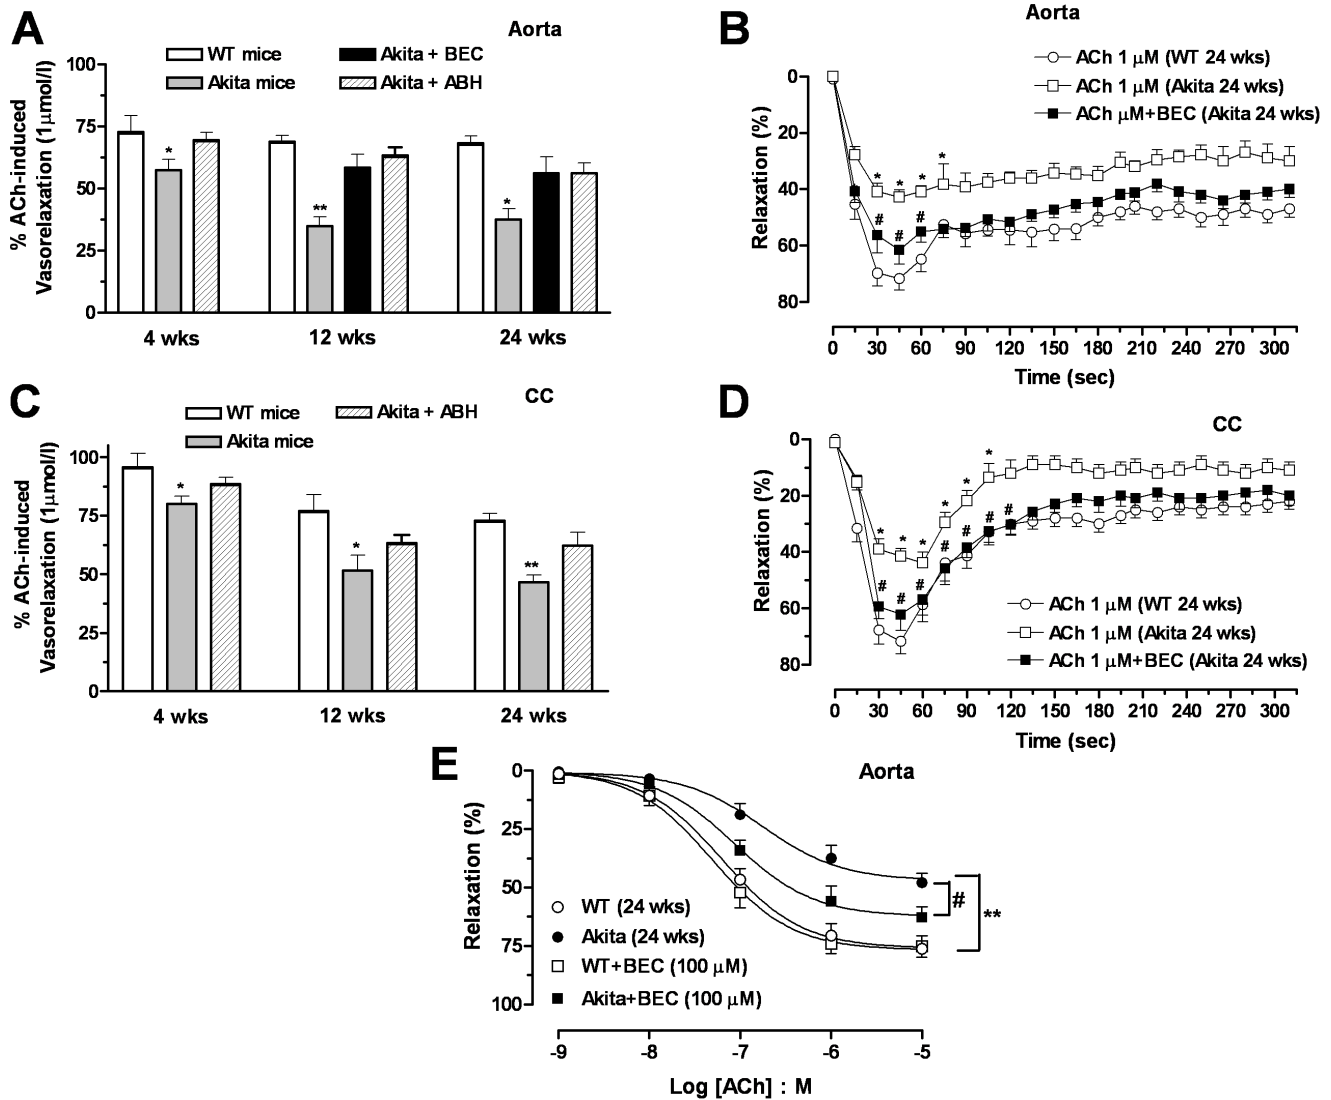 A
Aorta
WT mice
Akita + BEC
Akita mice
Akita + ABH
% ACh-induced
Vasorelaxation (1μmol/l)
100
75
50
25
0
*
**
*
4 wks
12 wks
24 wks
B
Aorta
ACh 1 μM (WT 24 wks)
ACh 1 μM (Akita 24 wks)
ACh μM+BEC (Akita 24 wks)
Relaxation (%)
0
20
40
60
80
* * * *
# # #
0 30 60 90 120 150 180 210 240 270 300
Time (sec)
C
CC
WT mice
Akita + ABH
Akita mice
% ACh-induced
Vasorelaxation (1μmol/l)
100
75
50
25
0
*
*
**
4 wks
12 wks
24 wks
D
CC
Relaxation (%)
0
20
40
60
80
* * * * * *
# # # # # # #
ACh 1 μM (WT 24 wks)
ACh 1 μM (Akita 24 wks)
ACh 1 μM+BEC (Akita 24 wks)
0 30 60 90 120 150 180 210 240 270 300
Time (sec)
E
Aorta
Relaxation (%)
0
25
50
75
100
WT (24 wks)
Akita (24 wks)
WT+BEC (100 μM)
Akita+BEC (100 μM)
#
**
-9 -8 -7 -6 -5
Log [ACh] : M